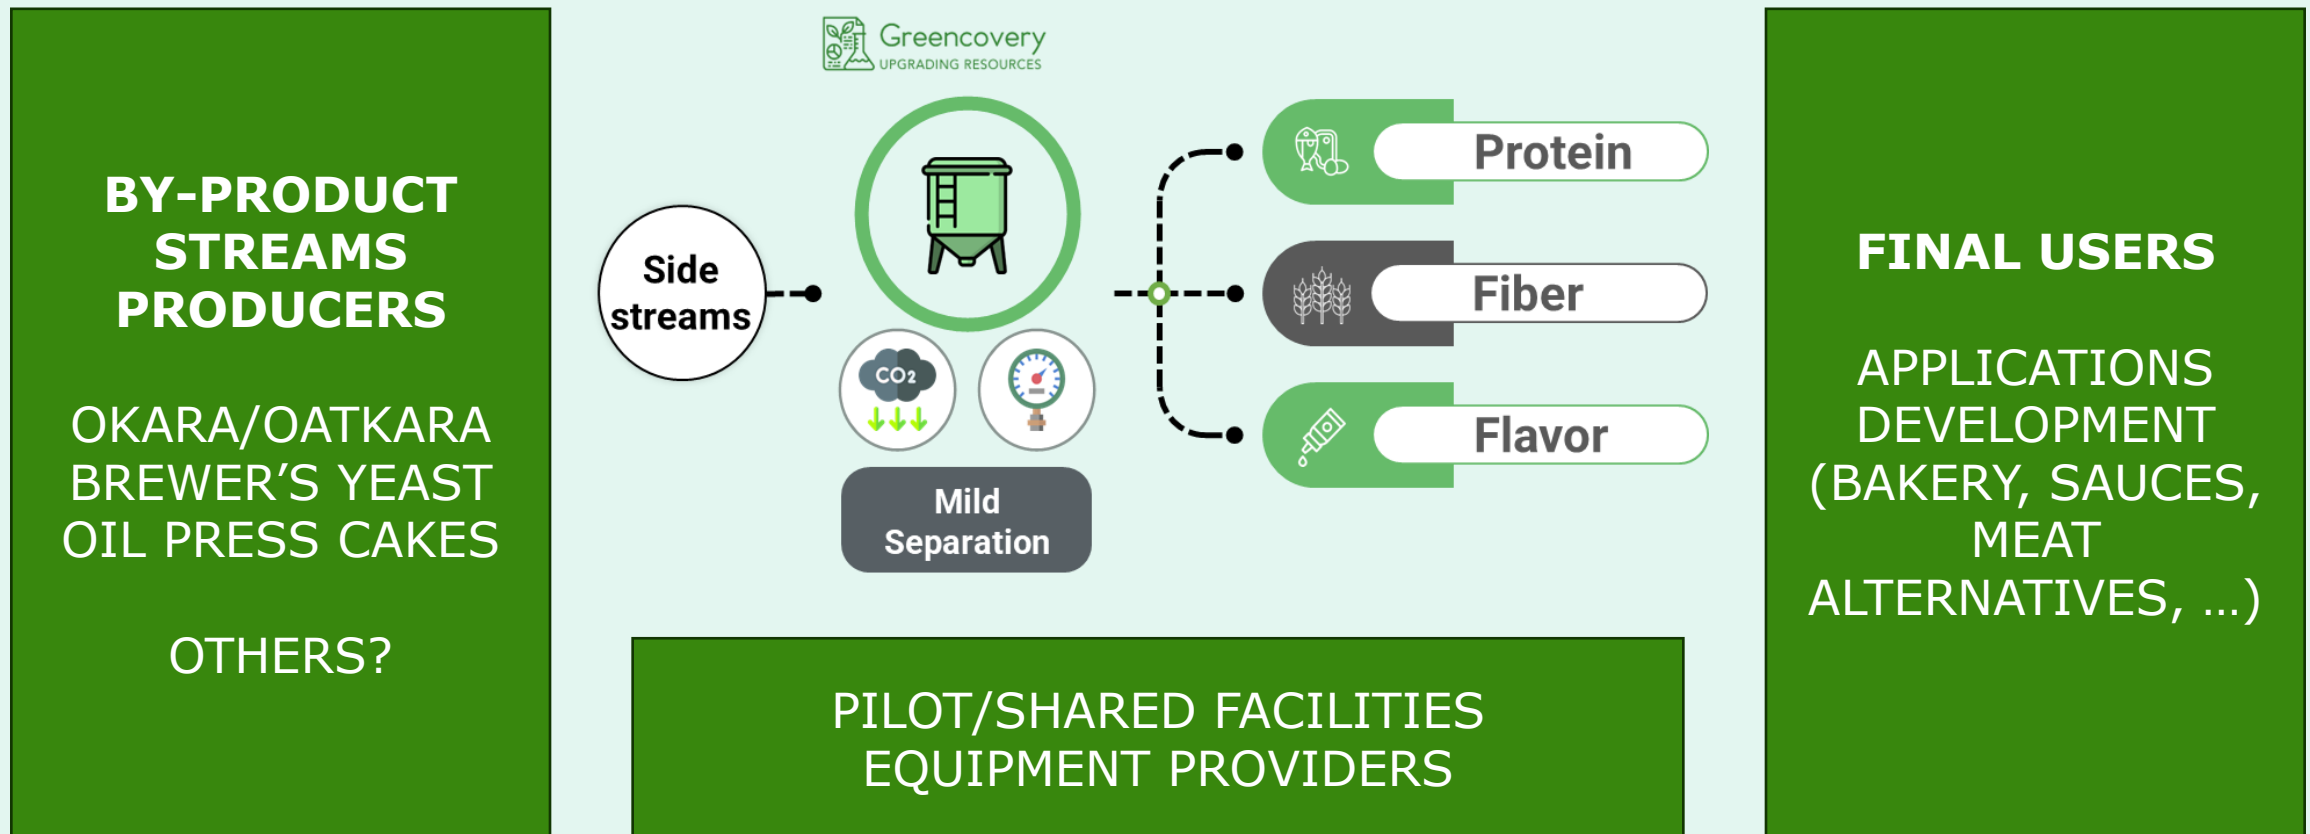 BY-PRODUCT
STREAMS
PRODUCERS
OKARA/OATKARA
BREWER’S YEAST
OIL PRESS CAKES
OTHERS?
Greencovery
UPGRADING RESOURCES
Side
streams
CO₂
Mild
Separation
Protein
Fiber
Flavor
PILOT/SHARED FACILITIES
EQUIPMENT PROVIDERS
FINAL USERS
APPLICATIONS
DEVELOPMENT
(BAKERY, SAUCES,
MEAT
ALTERNATIVES, ...)